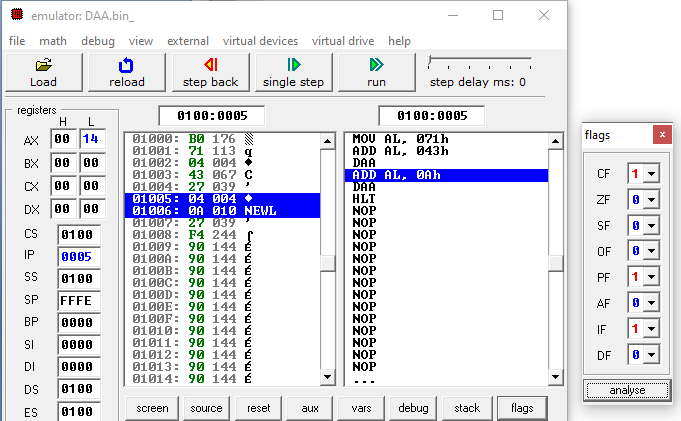 emulator: DAA.bin_
file math debug view external virtual devices virtual drive help
Load reload step back single step run step delay ms: 0
registers
H L
AX 00 14
BX 00 00
CX 00 00
DX 00 00
CS 0100
IP 0005
SS 0100
SP FFFE
BP 0000
SI 0000
DI 0000
DS 0100
ES 0100
0100:0005
01000: B0 176 ▒
01001: 71 113 q
01002: 04 004 ♦
01003: 43 067 C
01004: 27 039 '
01005: 04 004 ♦
01006: 0A 010 NEWL
01007: 27 039 '
01008: F4 244 ⌠
01009: 90 144 É
0100A: 90 144 É
0100B: 90 144 É
0100C: 90 144 É
0100D: 90 144 É
0100E: 90 144 É
0100F: 90 144 É
01010: 90 144 É
01011: 90 144 É
01012: 90 144 É
01013: 90 144 É
01014: 90 144 É
0100:0005
MOV AL, 071h
ADD AL, 043h
DAA
ADD AL, 0Ah
DAA
HLT
NOP
NOP
NOP
NOP
NOP
NOP
NOP
NOP
NOP
NOP
NOP
NOP
NOP
NOP
...
screen source reset aux vars debug stack flags
flags x
CF 1
ZF 0
SF 0
OF 0
PF 1
AF 0
IF 1
DF 0
analyse